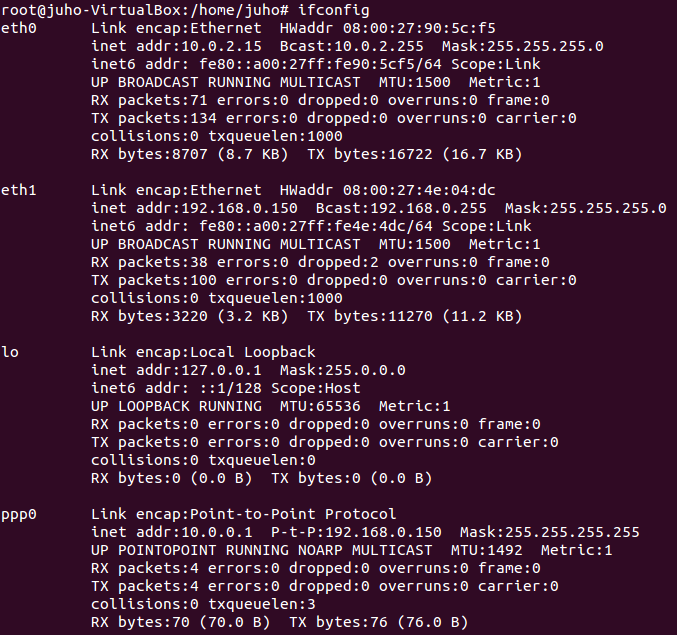 root@juho-VirtualBox:/home/juho# ifconfig
eth0      Link encap:Ethernet  HWaddr 08:00:27:90:5c:f5
          inet addr:10.0.2.15  Bcast:10.0.2.255  Mask:255.255.255.0
          inet6 addr: fe80::a00:27ff:fe90:5cf5/64 Scope:Link
          UP BROADCAST RUNNING MULTICAST  MTU:1500  Metric:1
          RX packets:71 errors:0 dropped:0 overruns:0 frame:0
          TX packets:134 errors:0 dropped:0 overruns:0 carrier:0
          collisions:0 txqueuelen:1000
          RX bytes:8707 (8.7 KB)  TX bytes:16722 (16.7 KB)

eth1      Link encap:Ethernet  HWaddr 08:00:27:4e:04:dc
          inet addr:192.168.0.150  Bcast:192.168.0.255  Mask:255.255.255.0
          inet6 addr: fe80::a00:27ff:fe4e:4dc/64 Scope:Link
          UP BROADCAST RUNNING MULTICAST  MTU:1500  Metric:1
          RX packets:38 errors:0 dropped:2 overruns:0 frame:0
          TX packets:100 errors:0 dropped:0 overruns:0 carrier:0
          collisions:0 txqueuelen:1000
          RX bytes:3220 (3.2 KB)  TX bytes:11270 (11.2 KB)

lo        Link encap:Local Loopback
          inet addr:127.0.0.1  Mask:255.0.0.0
          inet6 addr: ::1/128 Scope:Host
          UP LOOPBACK RUNNING  MTU:65536  Metric:1
          RX packets:0 errors:0 dropped:0 overruns:0 frame:0
          TX packets:0 errors:0 dropped:0 overruns:0 carrier:0
          collisions:0 txqueuelen:0
          RX bytes:0 (0.0 B)  TX bytes:0 (0.0 B)

ppp0      Link encap:Point-to-Point Protocol
          inet addr:10.0.0.1  P-t-P:192.168.0.150  Mask:255.255.255.255
          UP POINTOPOINT RUNNING NOARP MULTICAST  MTU:1492  Metric:1
          RX packets:4 errors:0 dropped:0 overruns:0 frame:0
          TX packets:4 errors:0 dropped:0 overruns:0 carrier:0
          collisions:0 txqueuelen:3
          RX bytes:70 (70.0 B)  TX bytes:76 (76.0 B)